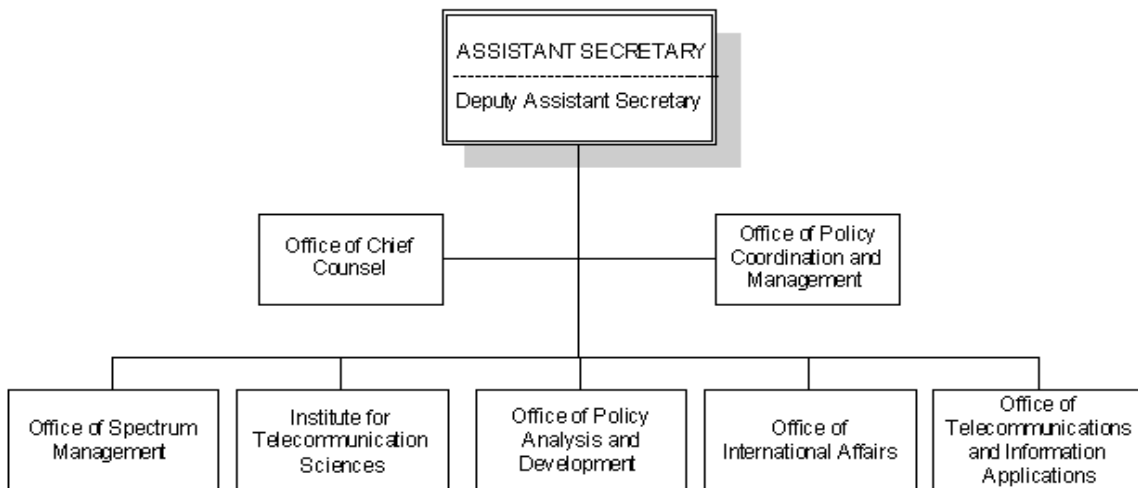 ASSISTANT SECRETARY
Deputy Assistant Secretary
Office of Chief
Counsel
Office of Policy
Coordination and
Management
Office of Spectrum
Management
Institute for
Telecommunication
Sciences
Office of Policy
Analysis and
Development
Office of
International Affairs
Office of
Telecommunications
and Information
Applications